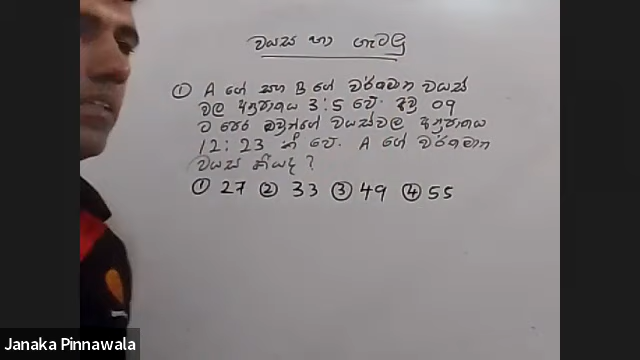 වයස හා ගැටලු
① A ගේ සහ B ගේ වර්තමාන වයස්
වල අනුපාතය 3:5 වේ. අවු 09
ට පෙර ඔවුන්ගේ වයස්වල අනුපාතය
12:23 ක් වේ. A ගේ වර්තමාන
වයස කීයද ?
① 27 ② 33 ③ 49 ④ 55
Janaka Pinnawala